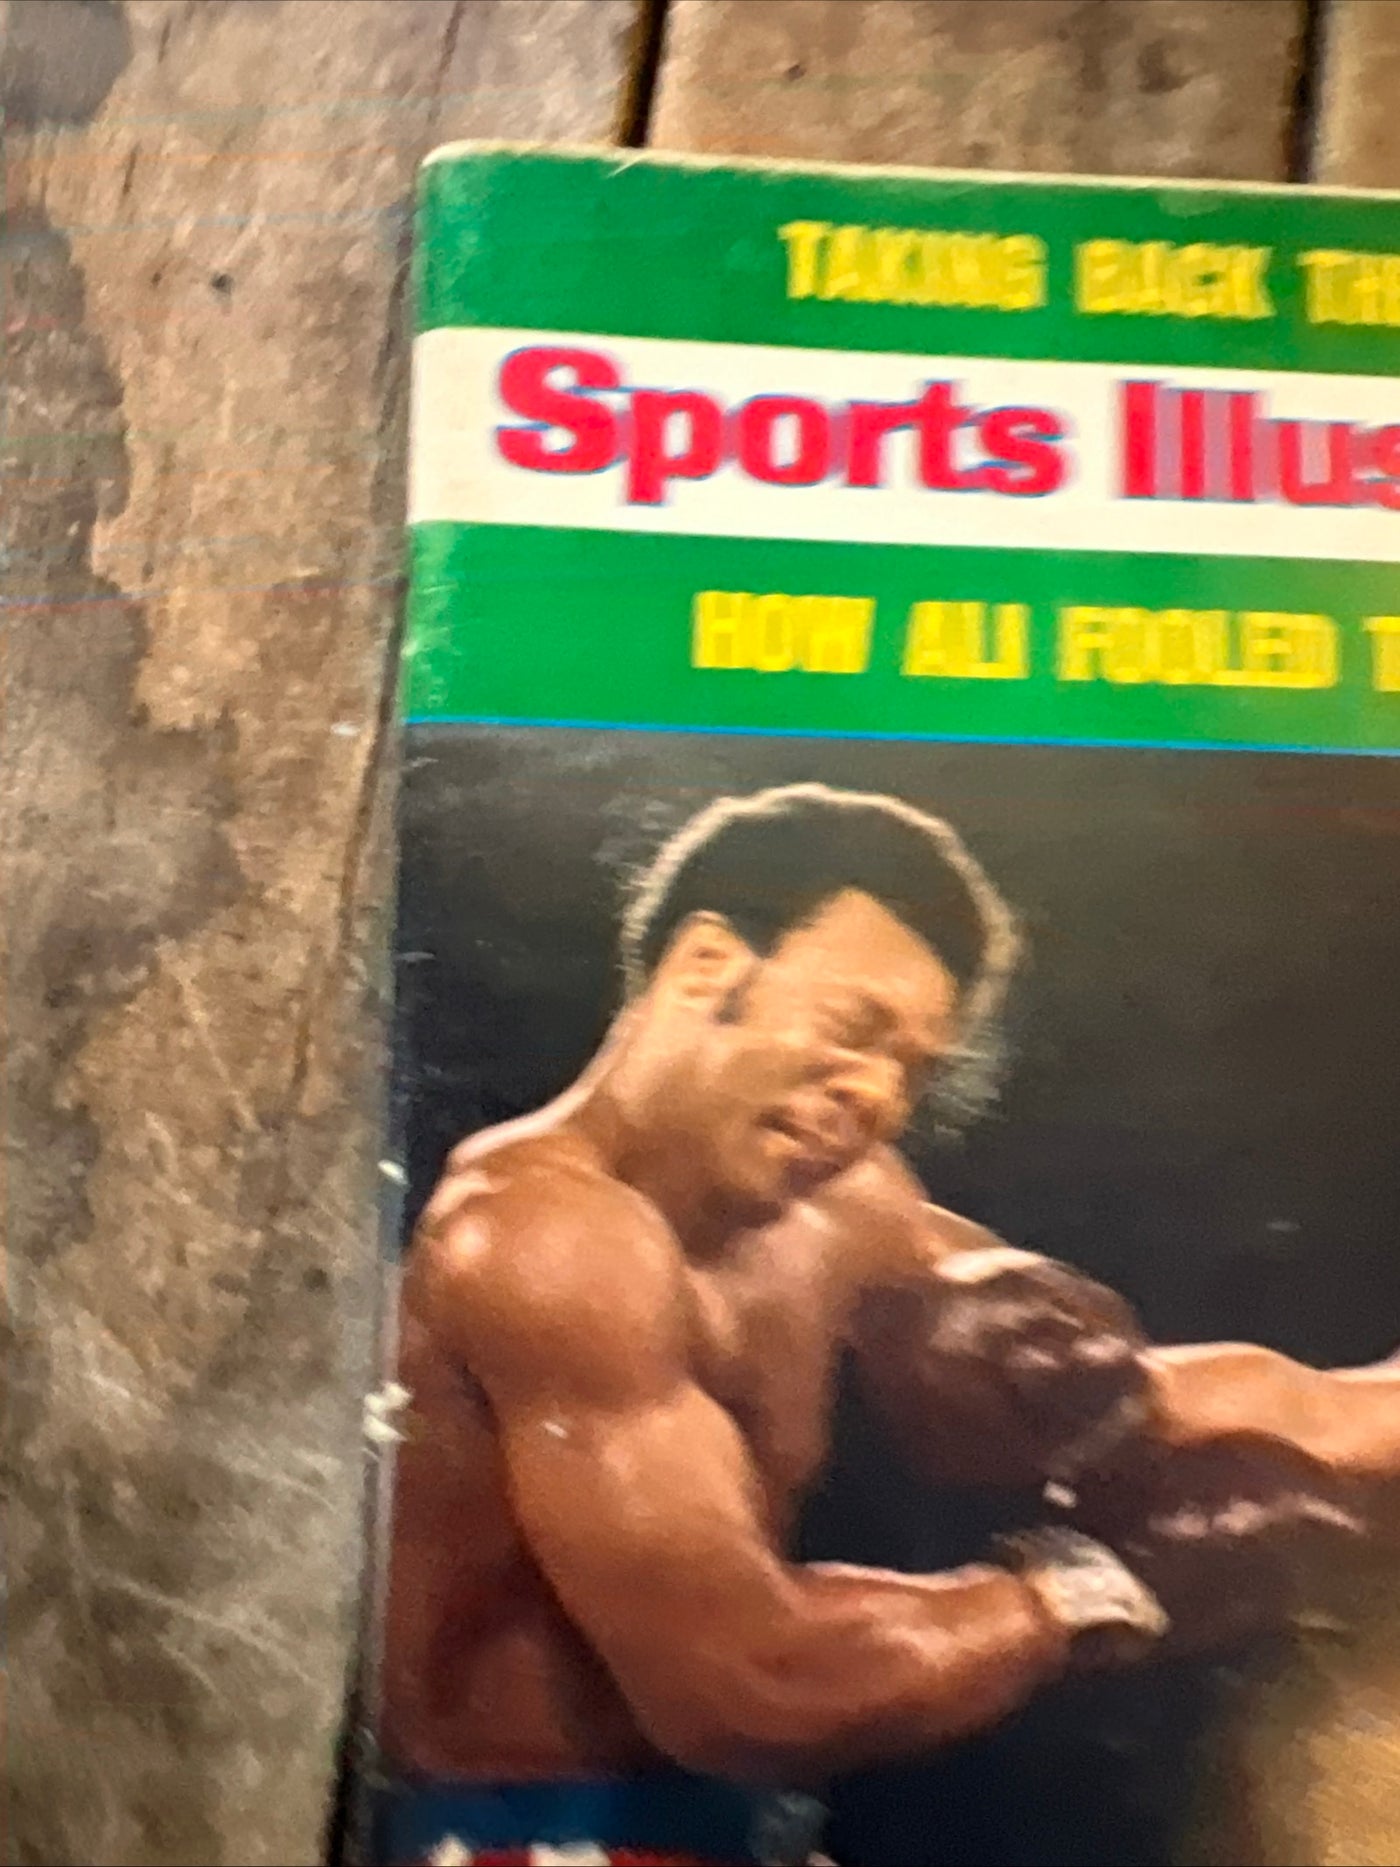 TAKING BACK TH
Sports Illus
HOW ALI FOOLED T